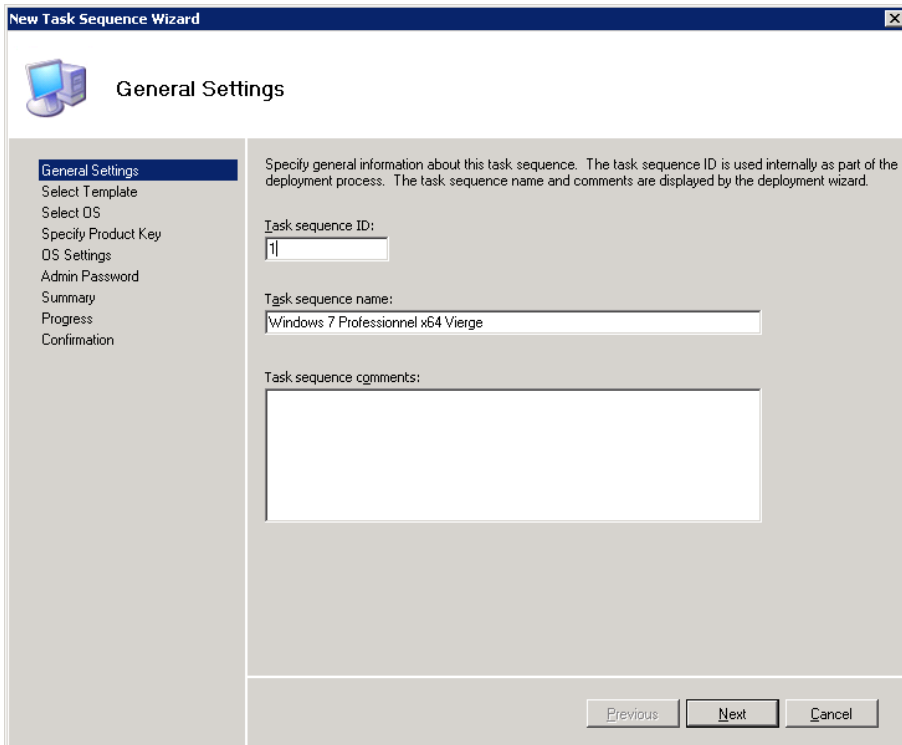 New Task Sequence Wizard
General Settings
General Settings
Select Template
Select OS
Specify Product Key
OS Settings
Admin Password
Summary
Progress
Confirmation
Specify general information about this task sequence. The task sequence ID is used internally as part of the
deployment process. The task sequence name and comments are displayed by the deployment wizard.
Task sequence ID:
1
Task sequence name:
Windows 7 Professionnel x64 Vierge
Task sequence comments:
Previous
Next
Cancel